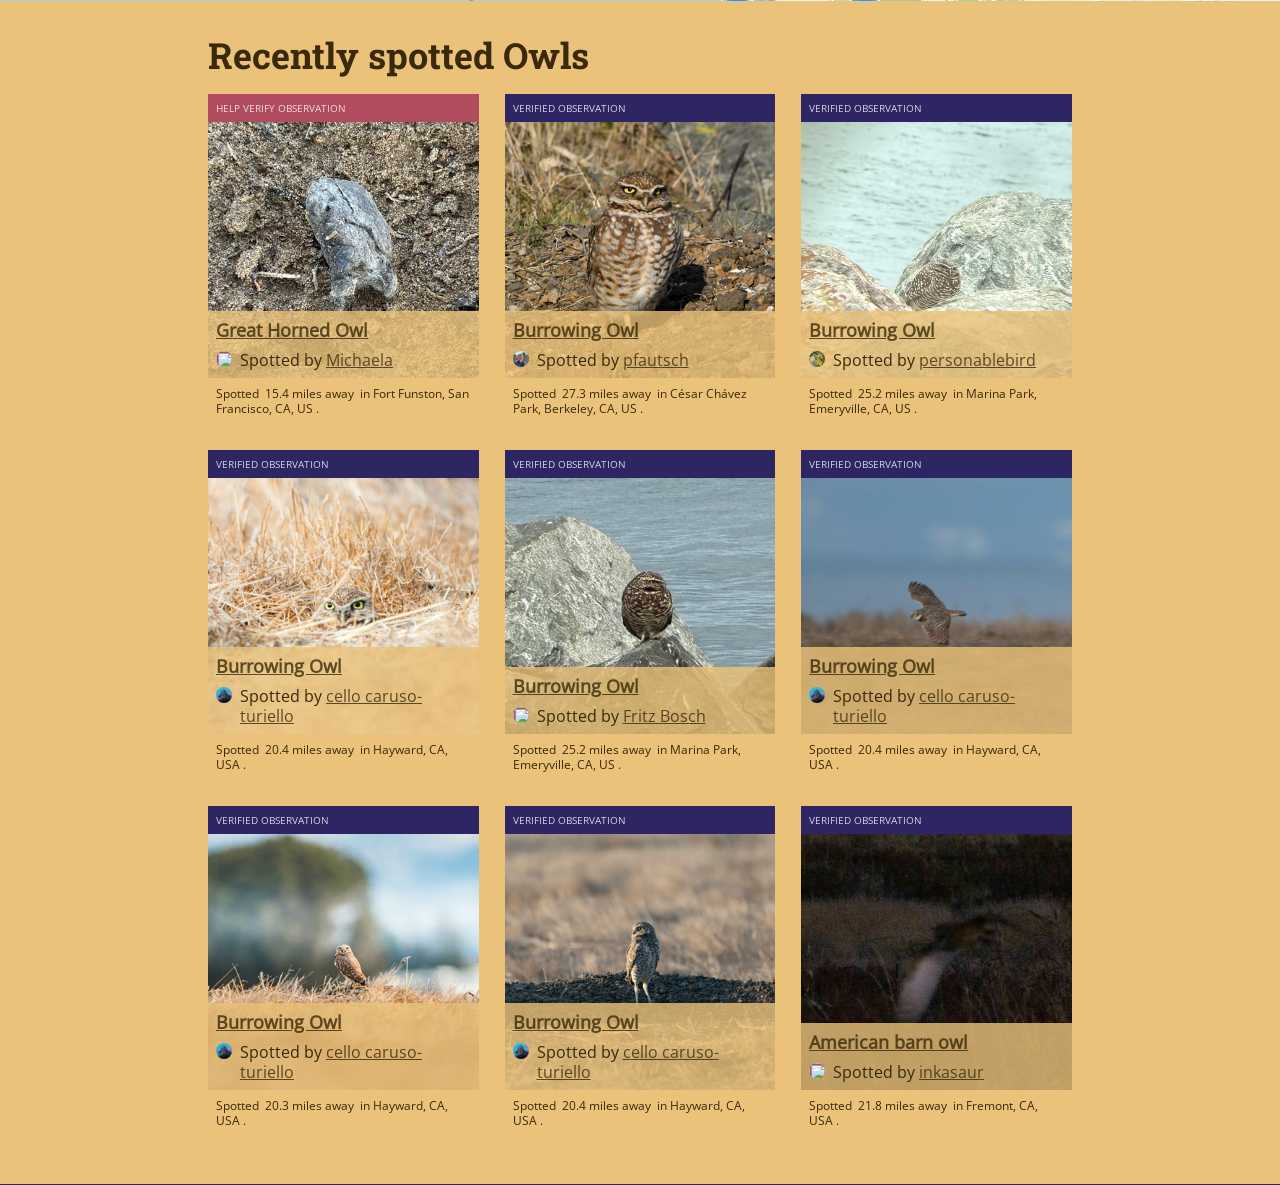 Recently spotted Owls
HELP VERIFY OBSERVATION
Great Horned Owl
Spotted by Michaela
Spotted 15.4 miles away in Fort Funston, San
Francisco, CA, US .
VERIFIED OBSERVATION
Burrowing Owl
Spotted by pfautsch
Spotted 27.3 miles away in César Chávez
Park, Berkeley, CA, US .
VERIFIED OBSERVATION
Burrowing Owl
Spotted by personablebird
Spotted 25.2 miles away in Marina Park,
Emeryville, CA, US .
VERIFIED OBSERVATION
Burrowing Owl
Spotted by cello caruso-
turiello
Spotted 20.4 miles away in Hayward, CA,
USA .
VERIFIED OBSERVATION
Burrowing Owl
Spotted by Fritz Bosch
Spotted 25.2 miles away in Marina Park,
Emeryville, CA, US .
VERIFIED OBSERVATION
Burrowing Owl
Spotted by cello caruso-
turiello
Spotted 20.4 miles away in Hayward, CA,
USA .
VERIFIED OBSERVATION
Burrowing Owl
Spotted by cello caruso-
turiello
Spotted 20.3 miles away in Hayward, CA,
USA .
VERIFIED OBSERVATION
Burrowing Owl
Spotted by cello caruso-
turiello
Spotted 20.4 miles away in Hayward, CA,
USA .
VERIFIED OBSERVATION
American barn owl
Spotted by inkasaur
Spotted 21.8 miles away in Fremont, CA,
USA .